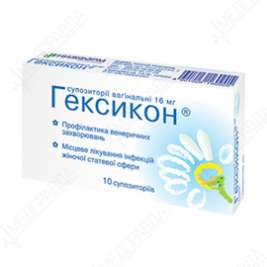 супозиторії вагінальні 16 мг
Гексикон®
Профілактика венеричних
захворювань
Місцеве лікування інфекцій
жіночої статевої сфери
10 супозиторіїв